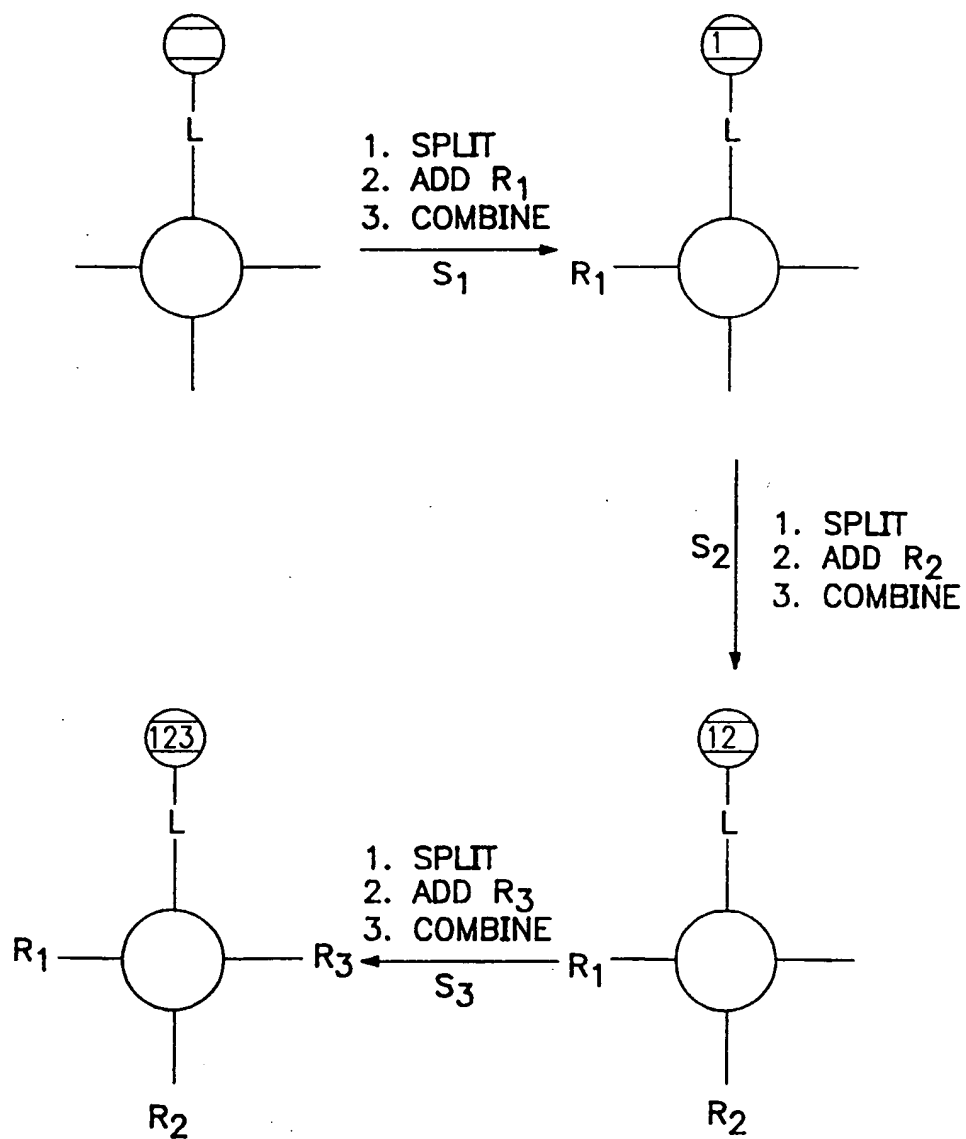 1
L
L
1. SPLIT
2. ADD R1
3. COMBINE
S1
R1
S2
1. SPLIT
2. ADD R2
3. COMBINE
123
12
L
L
1. SPLIT
2. ADD R3
3. COMBINE
R1
R3
S3
R1
R2
R2